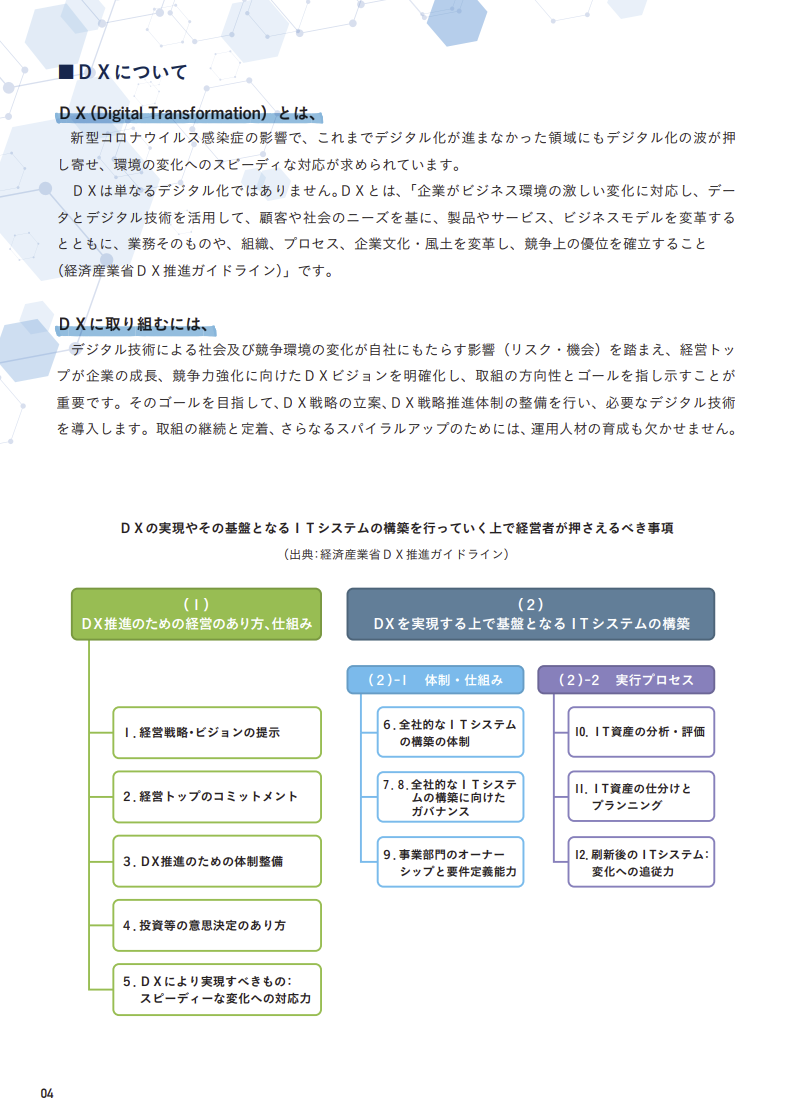 ■ＤＸについて
ＤＸ(Digital Transformation）とは、
新型コロナウイルス感染症の影響で、これまでデジタル化が進まなかった領域にもデジタル化の波が押
し寄せ、環境の変化へのスピーディな対応が求められています。
ＤＸは単なるデジタル化ではありません。ＤＸとは、「企業がビジネス環境の激しい変化に対応し、デー
タとデジタル技術を活用して、顧客や社会のニーズを基に、製品やサービス、ビジネスモデルを変革する
とともに、業務そのものや、組織、プロセス、企業文化・風土を変革し、競争上の優位を確立すること
（経済産業省ＤＸ推進ガイドライン）」です。
ＤＸに取り組むには、
デジタル技術による社会及び競争環境の変化が自社にもたらす影響（リスク・機会）を踏まえ、経営トッ
プが企業の成長、競争力強化に向けたＤＸビジョンを明確化し、取組の方向性とゴールを指し示すことが
重要です。そのゴールを目指して、ＤＸ戦略の立案、ＤＸ戦略推進体制の整備を行い、必要なデジタル技術
を導入します。取組の継続と定着、さらなるスパイラルアップのためには、運用人材の育成も欠かせません。
ＤＸの実現やその基盤となるＩＴシステムの構築を行っていく上で経営者が押さえるべき事項
（出典：経済産業省ＤＸ推進ガイドライン）
（１）
DX推進のための経営のあり方、仕組み
1．経営戦略・ビジョンの提示
2．経営トップのコミットメント
3．DX推進のための体制整備
4．投資等の意思決定のあり方
5．ＤＸにより実現すべきもの：
スピーディーな変化への対応力
（２）
DXを実現する上で基盤となるＩＴシステムの構築
（２）-1　体制・仕組み
6．全社的なＩＴシステム
の構築の体制
7．8．全社的なＩＴシステ
ムの構築に向けた
ガバナンス
9．事業部門のオーナー
シップと要件定義能力
（２）-2　実行プロセス
10．ＩＴ資産の分析・評価
11．ＩＴ資産の仕分けと
プランニング
12．刷新後のＩＴシステム：
変化への追従力
04